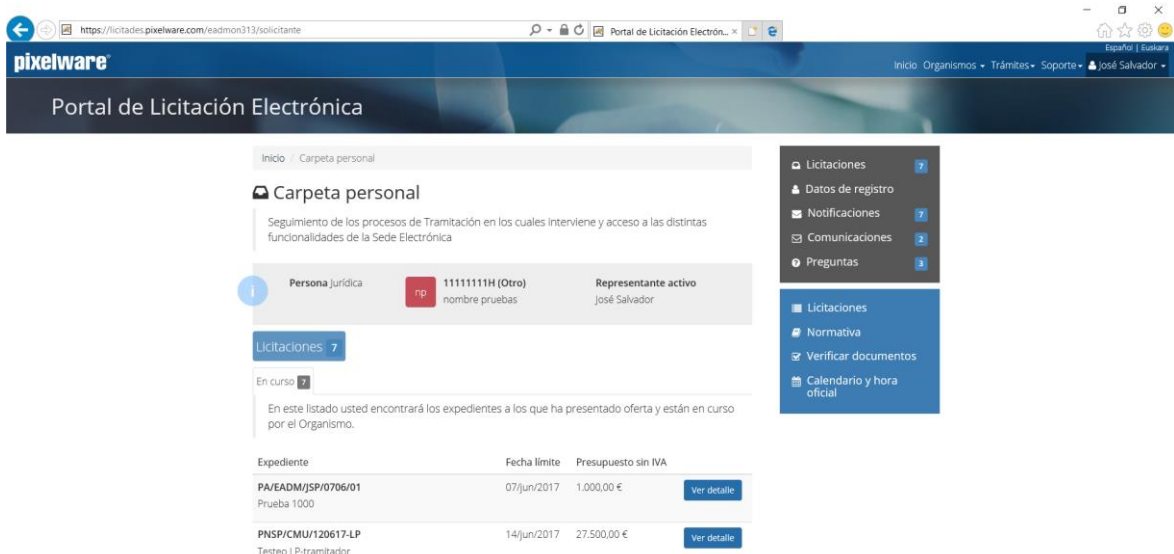 https://licitades.pixelware.com/eadmon313/solicitante
Portal de Licitación Electrón...
Español | Euskara
pixelware
Inicio Organismos Trámites Soporte José Salvador
Portal de Licitación Electrónica
Inicio / Carpeta personal
Carpeta personal
Seguimiento de los procesos de Tramitación en los cuales interviene y acceso a las distintas
funcionalidades de la Sede Electrónica
i
Persona Jurídica
np
11111111H (Otro)
nombre pruebas
Representante activo
José Salvador
Licitaciones 7
En curso 7
En este listado usted encontrará los expedientes a los que ha presentado oferta y están en curso
por el Organismo.
Expediente Fecha límite Presupuesto sin IVA
PA/EADM/JSP/0706/01 07/jun/2017 1.000,00 € Ver detalle
Prueba 1000
PNSP/CMU/120617-LP 14/jun/2017 27.500,00 € Ver detalle
Testeo LP-tramitador
Licitaciones 7
Datos de registro
Notificaciones 7
Comunicaciones 2
Preguntas 3
Licitaciones
Normativa
Verificar documentos
Calendario y hora
oficial